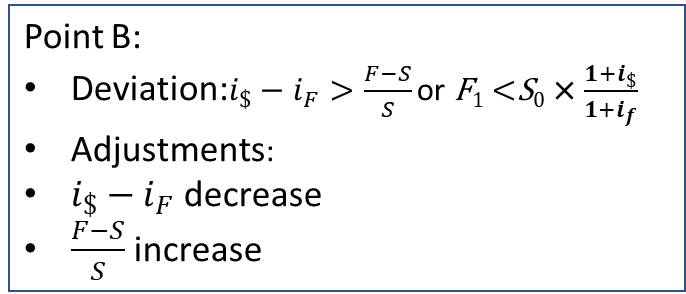 Point B:
• Deviation:i$ − iF > F−S/S or F1 <S0 × 1+i$/1+if
• Adjustments:
• i$ − iF decrease
• F−S/S increase